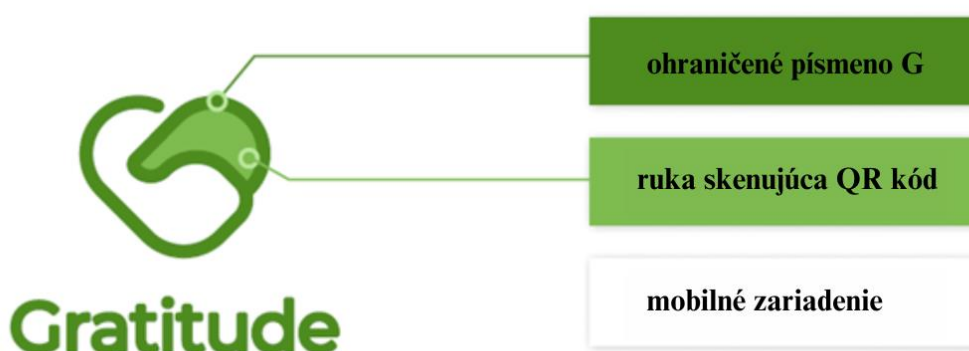 ohraničené písmeno G
ruka skenujúca QR kód
mobilné zariadenie
Gratitude